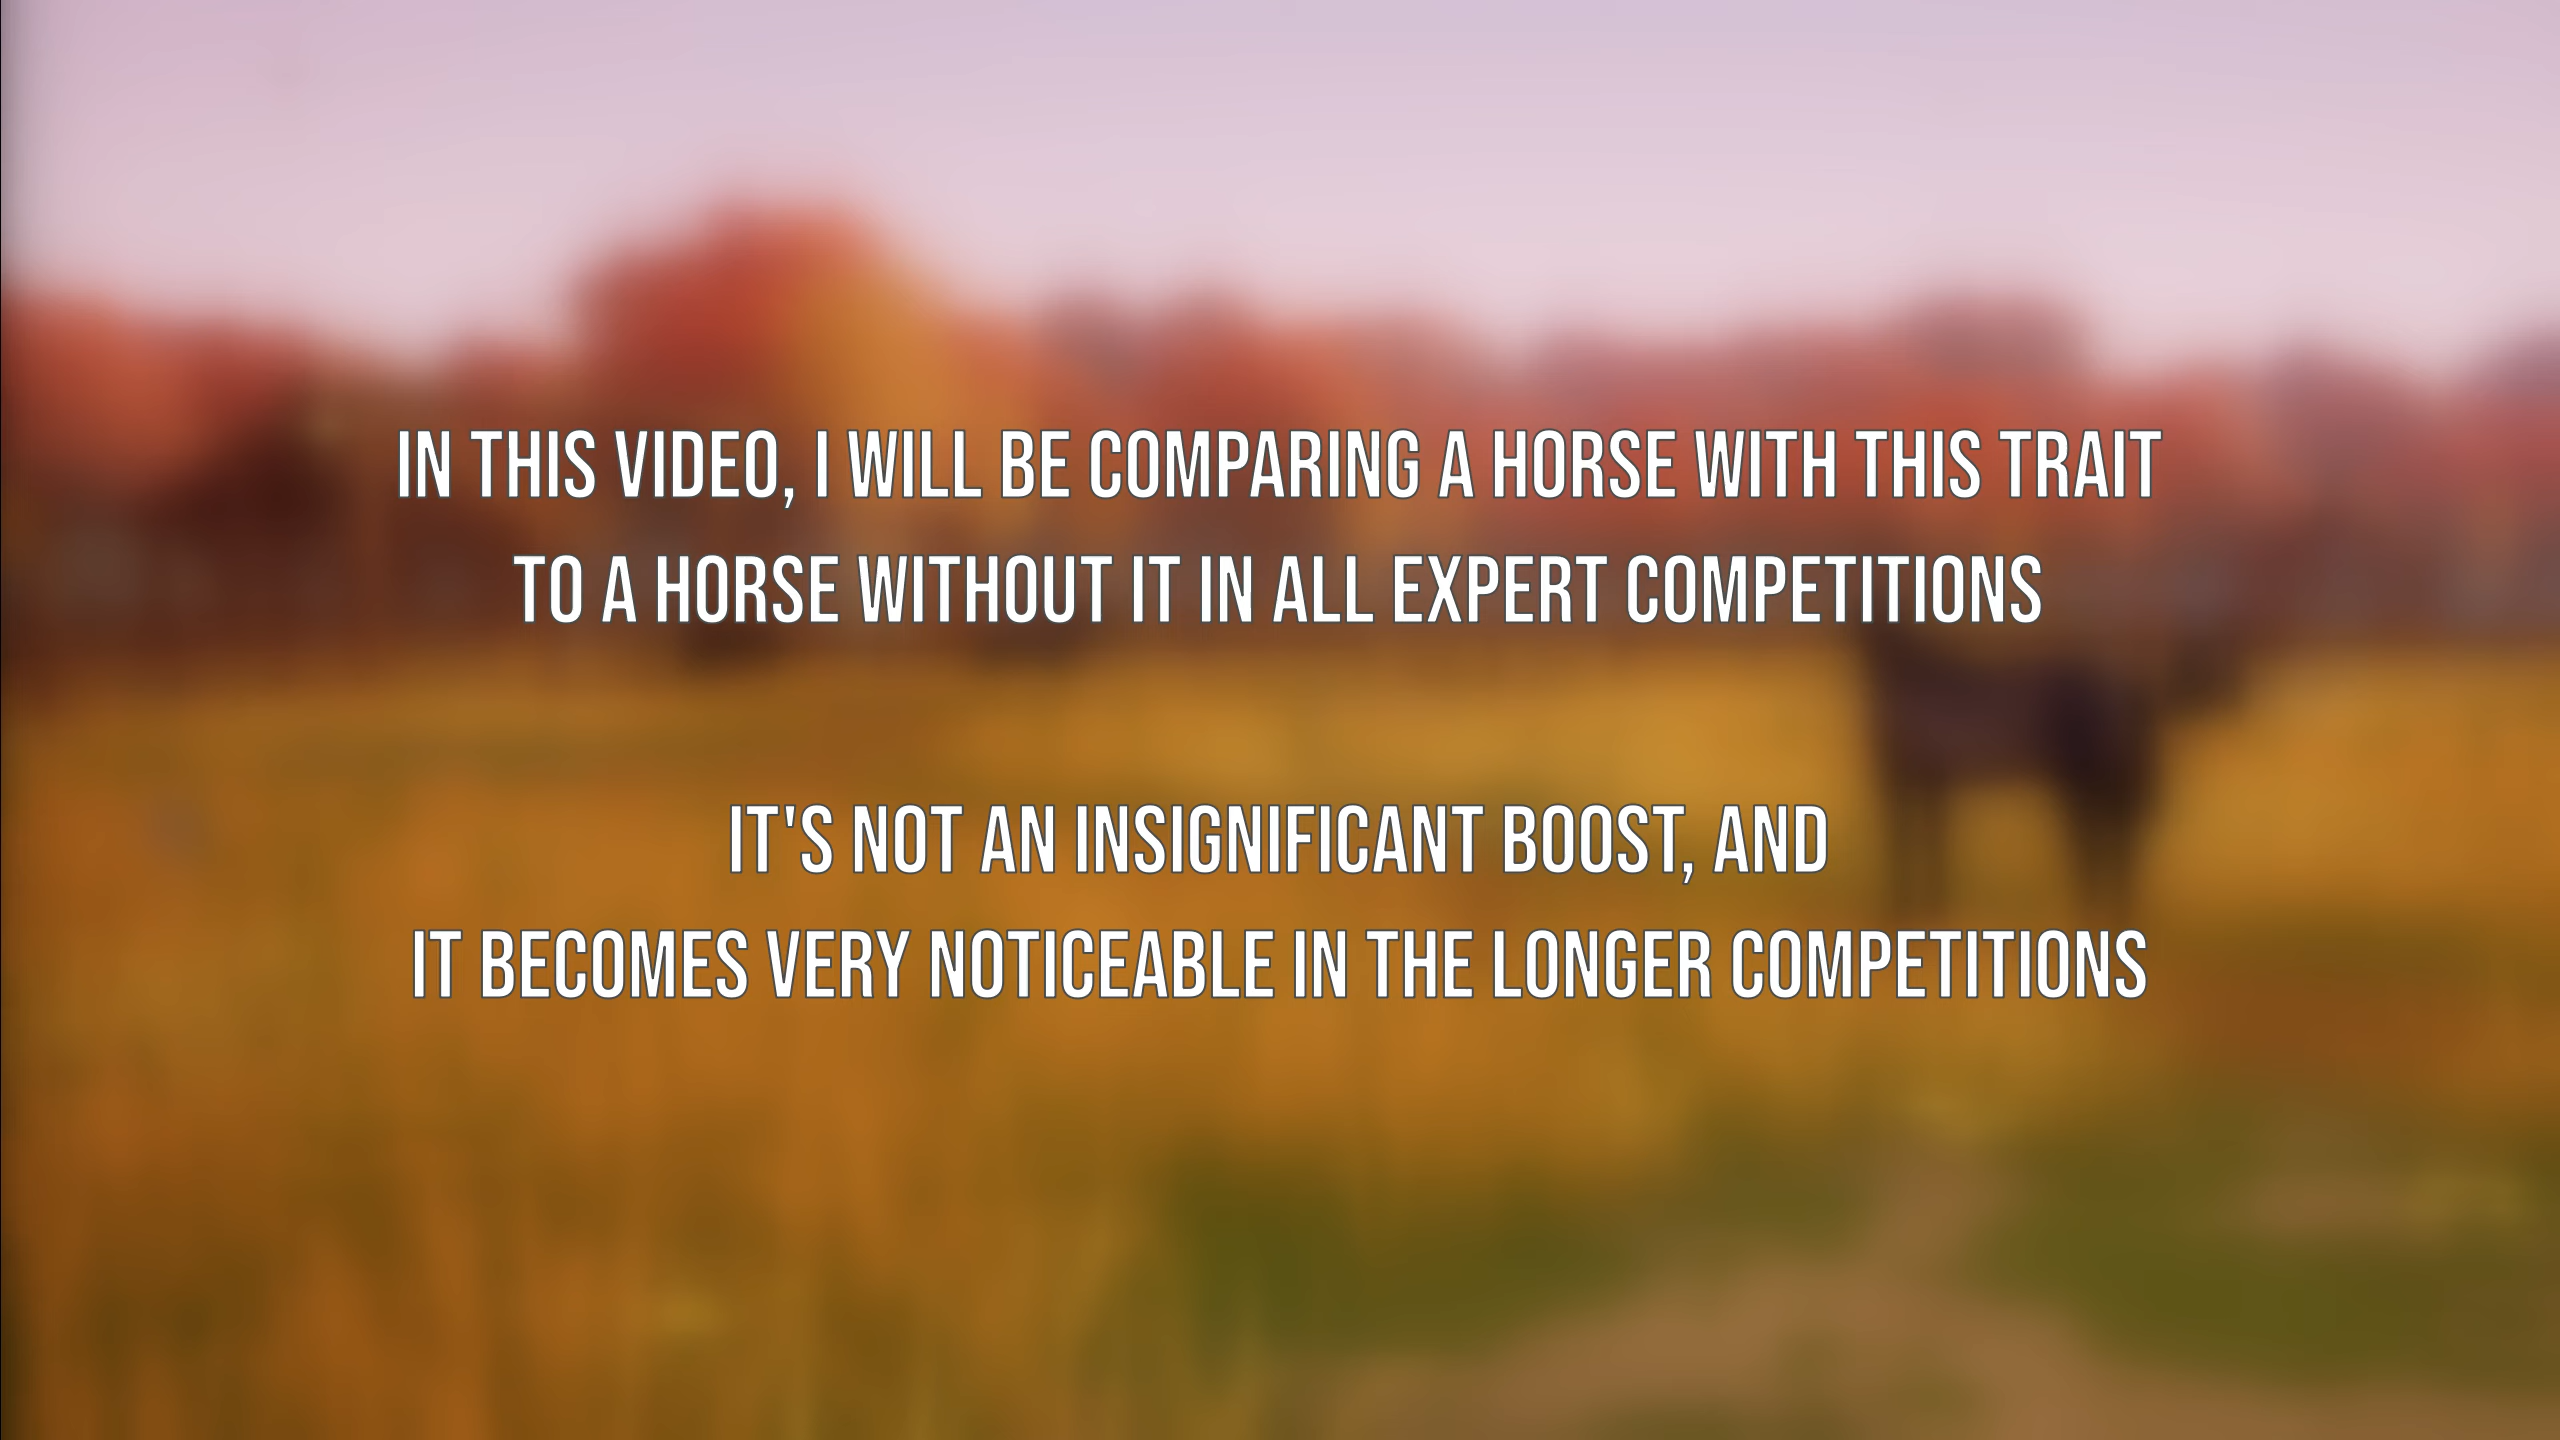 IN THIS VIDEO, I WILL BE COMPARING A HORSE WITH THIS TRAIT
TO A HORSE WITHOUT IT IN ALL EXPERT COMPETITIONS
IT'S NOT AN INSIGNIFICANT BOOST, AND
IT BECOMES VERY NOTICEABLE IN THE LONGER COMPETITIONS